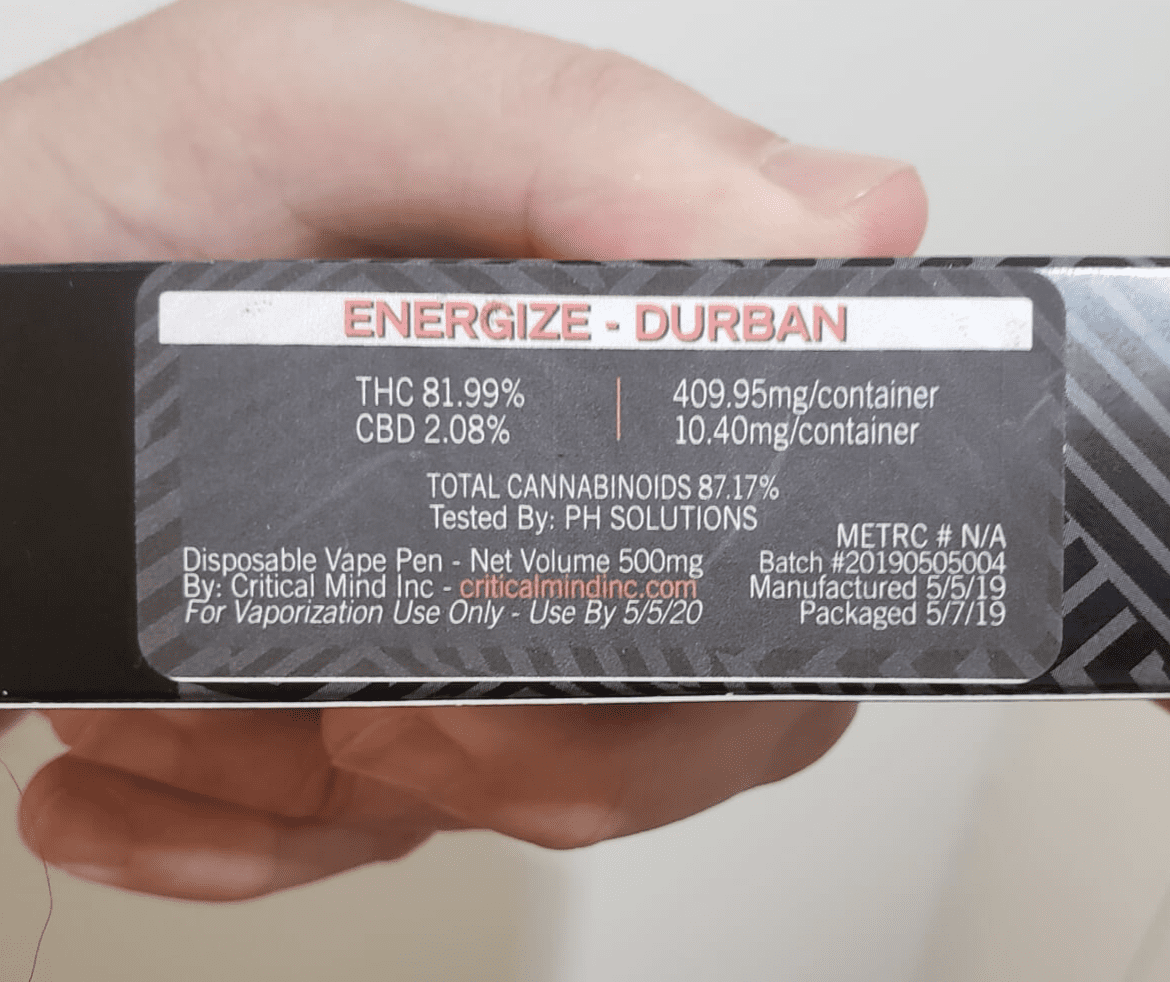 ENERGIZE - DURBAN
THC 81.99% | 409.95mg/container
CBD 2.08% | 10.40mg/container
TOTAL CANNABINOIDS 87.17%
Tested By: PH SOLUTIONS
METRC # N/A
Disposable Vape Pen - Net Volume 500mg
Batch #20190505004
By: Critical Mind Inc - criticalmindinc.com
Manufactured 5/5/19
For Vaporization Use Only - Use By 5/5/20
Packaged 5/7/19